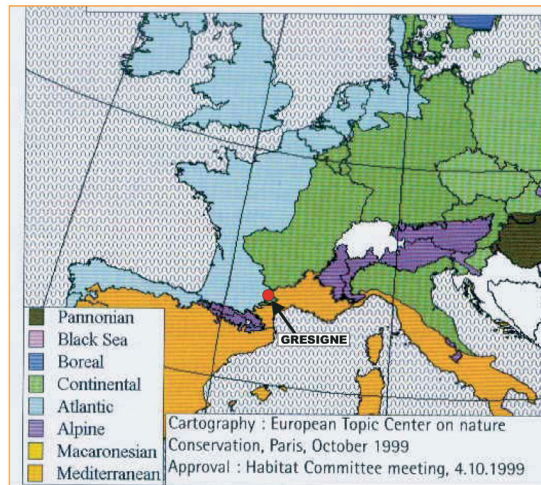 GRESIGNE
Pannonian
Black Sea
Boreal
Continental
Atlantic
Alpine
Macaronesian
Mediterranean
Cartography : European Topic Center on nature
Conservation, Paris, October 1999
Approval : Habitat Committee meeting, 4.10.1999